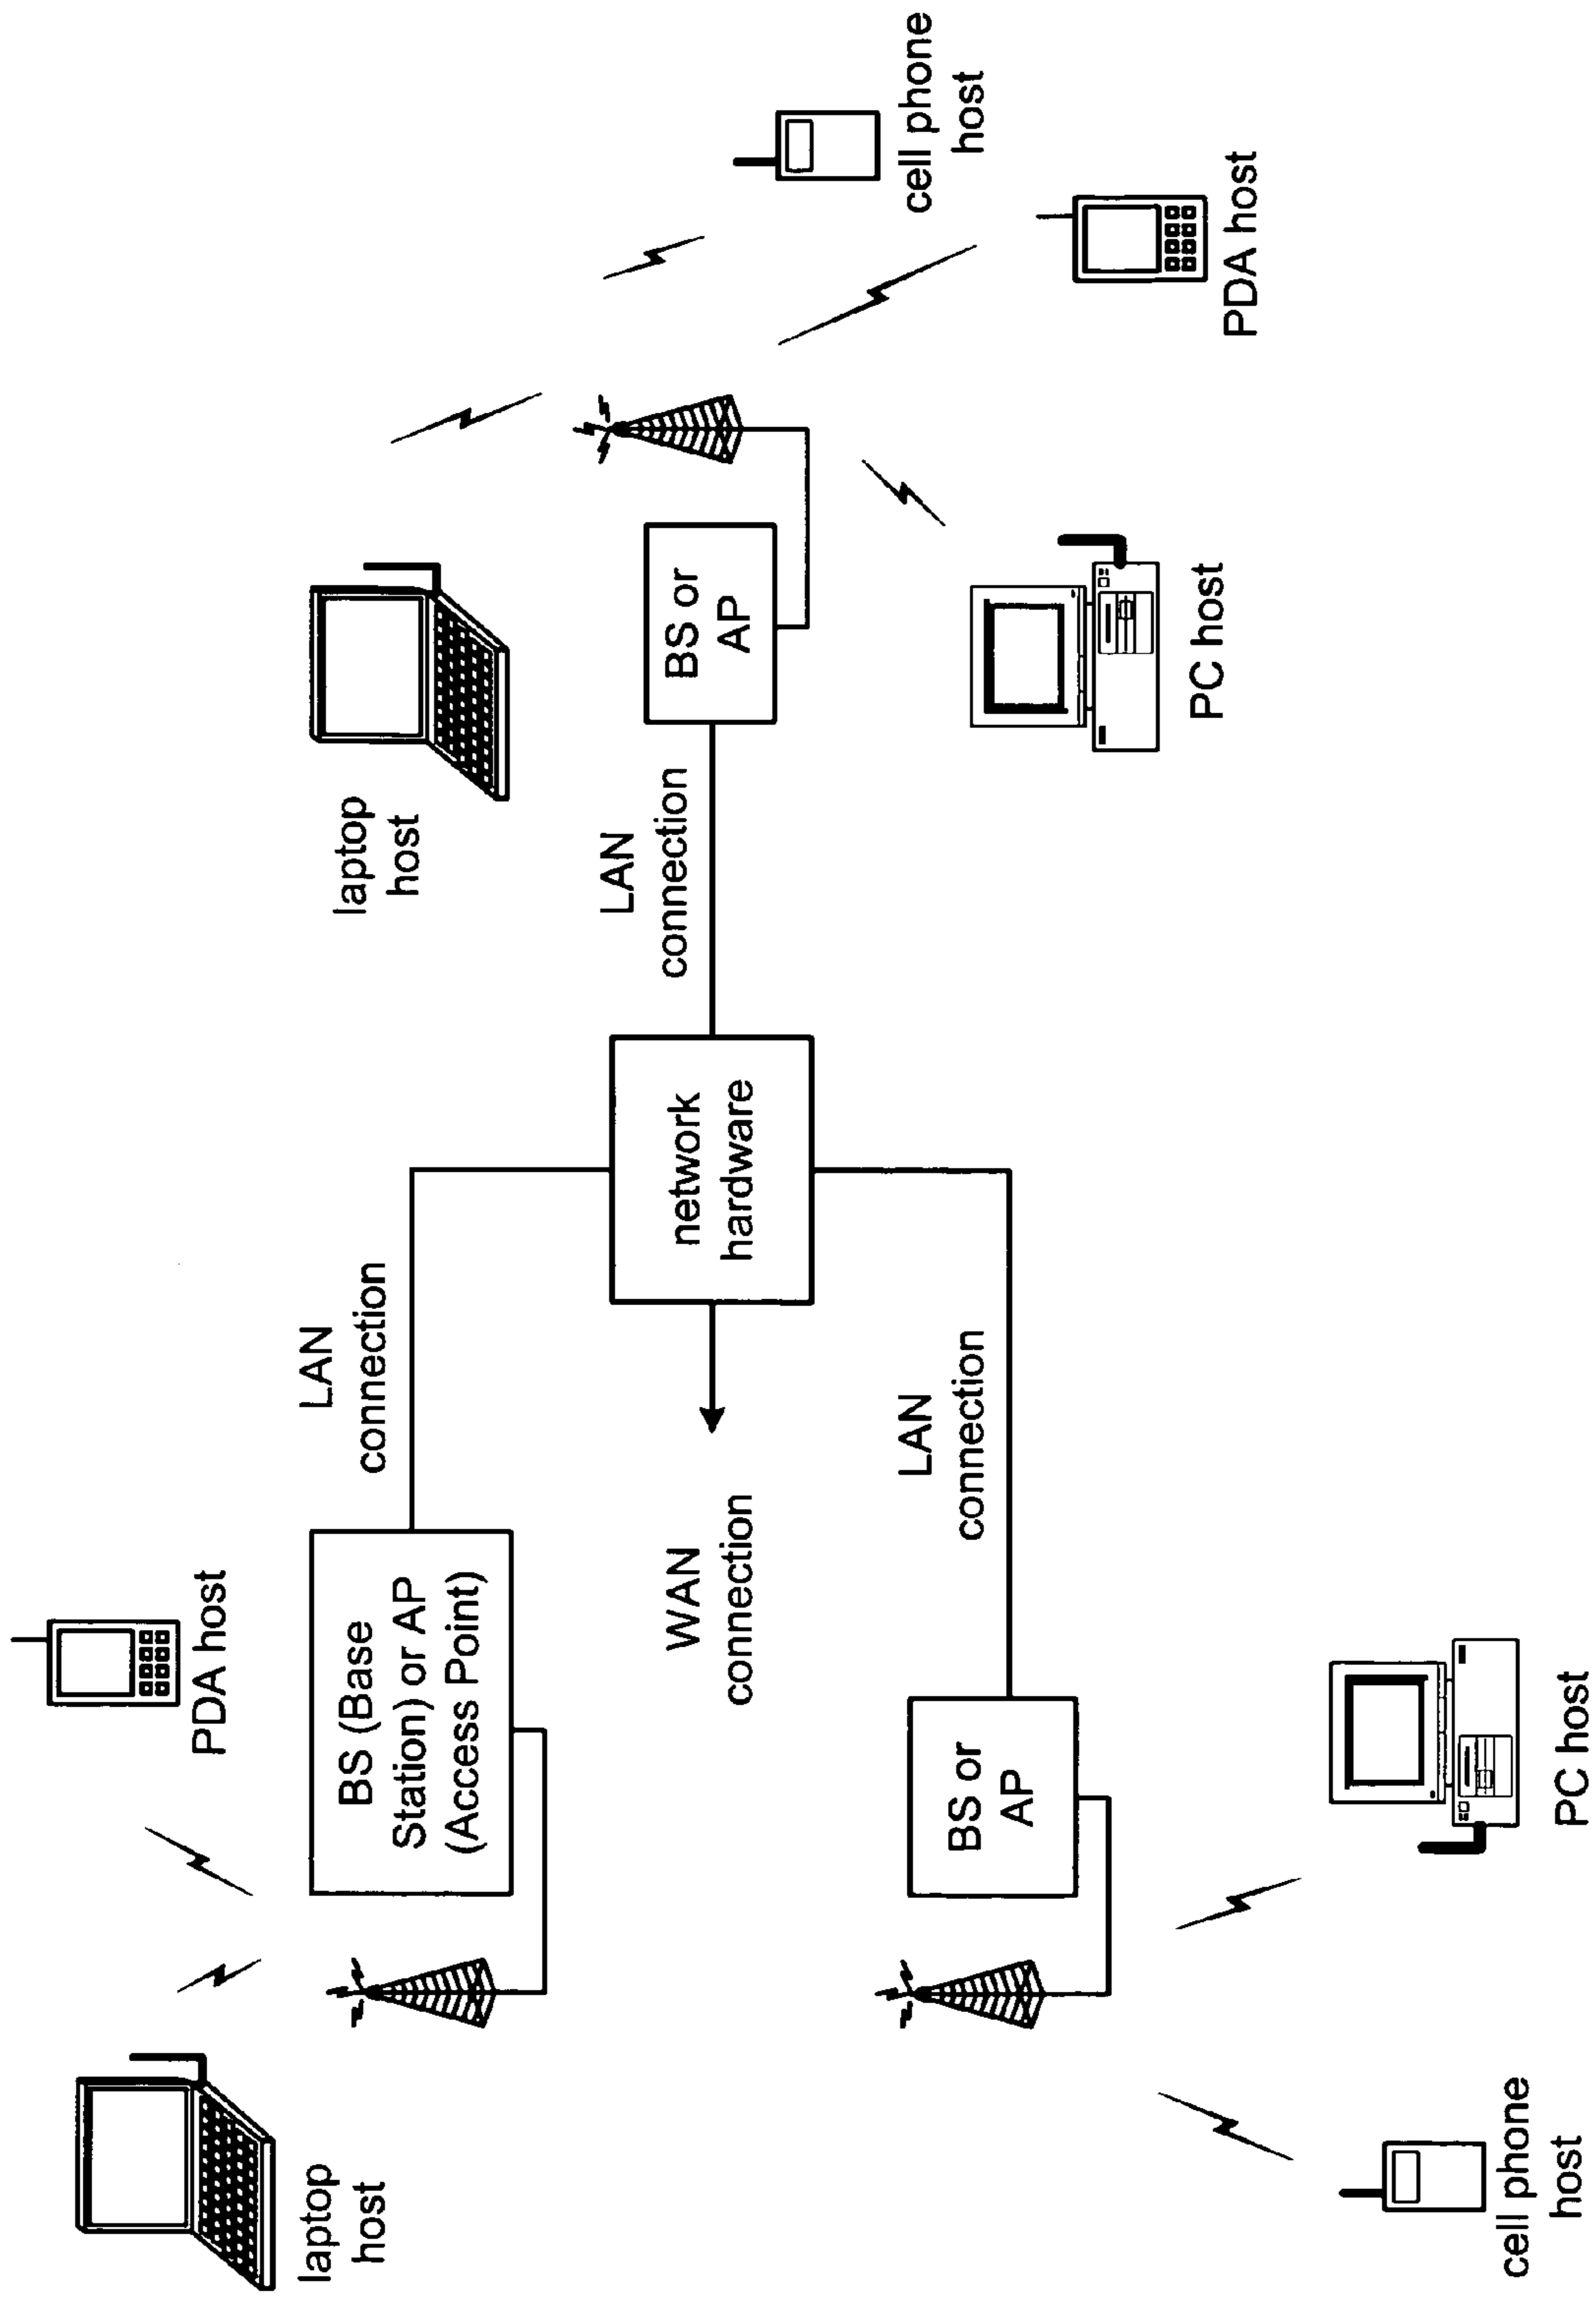 PDA host
laptop
host
BS (Base
Station) or AP
(Access Point)
LAN
connection
laptop
host
LAN
connection
WAN
connection
network
hardware
BS or
AP
cell phone
host
LAN
connection
BS or
AP
PC host
PDA host
cell phone
host
PC host